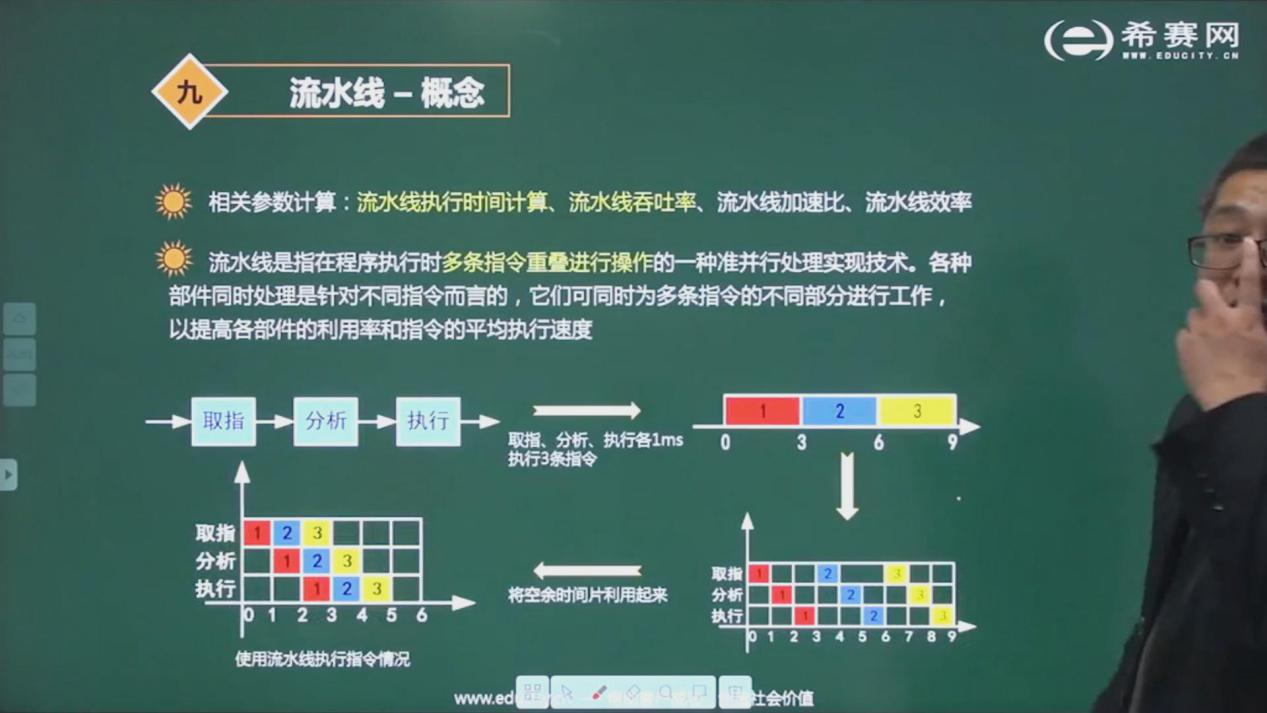 希赛网
WWW.EDUCITY.CN
九
流水线 – 概念
相关参数计算：流水线执行时间计算、流水线吞吐率、流水线加速比、流水线效率
流水线是指在程序执行时多条指令重叠进行操作的一种准并行处理实现技术。各种
部件同时处理是针对不同指令而言的，它们可同时为多条指令的不同部分进行工作，
以提高各部件的利用率和指令的平均执行速度
取指 分析 执行
取指、分析、执行各1ms
执行3条指令
1 2 3
0 3 6 9
取指 1 2 3
分析 1 2 3
执行 1 2 3
0 1 2 3 4 5 6
使用流水线执行指令情况
将空余时间片利用起来
取指 1 2 3
分析 1 2 3
执行 1 2 3
0 1 2 3 4 5 6 7 8 9
www.edu
社会价值